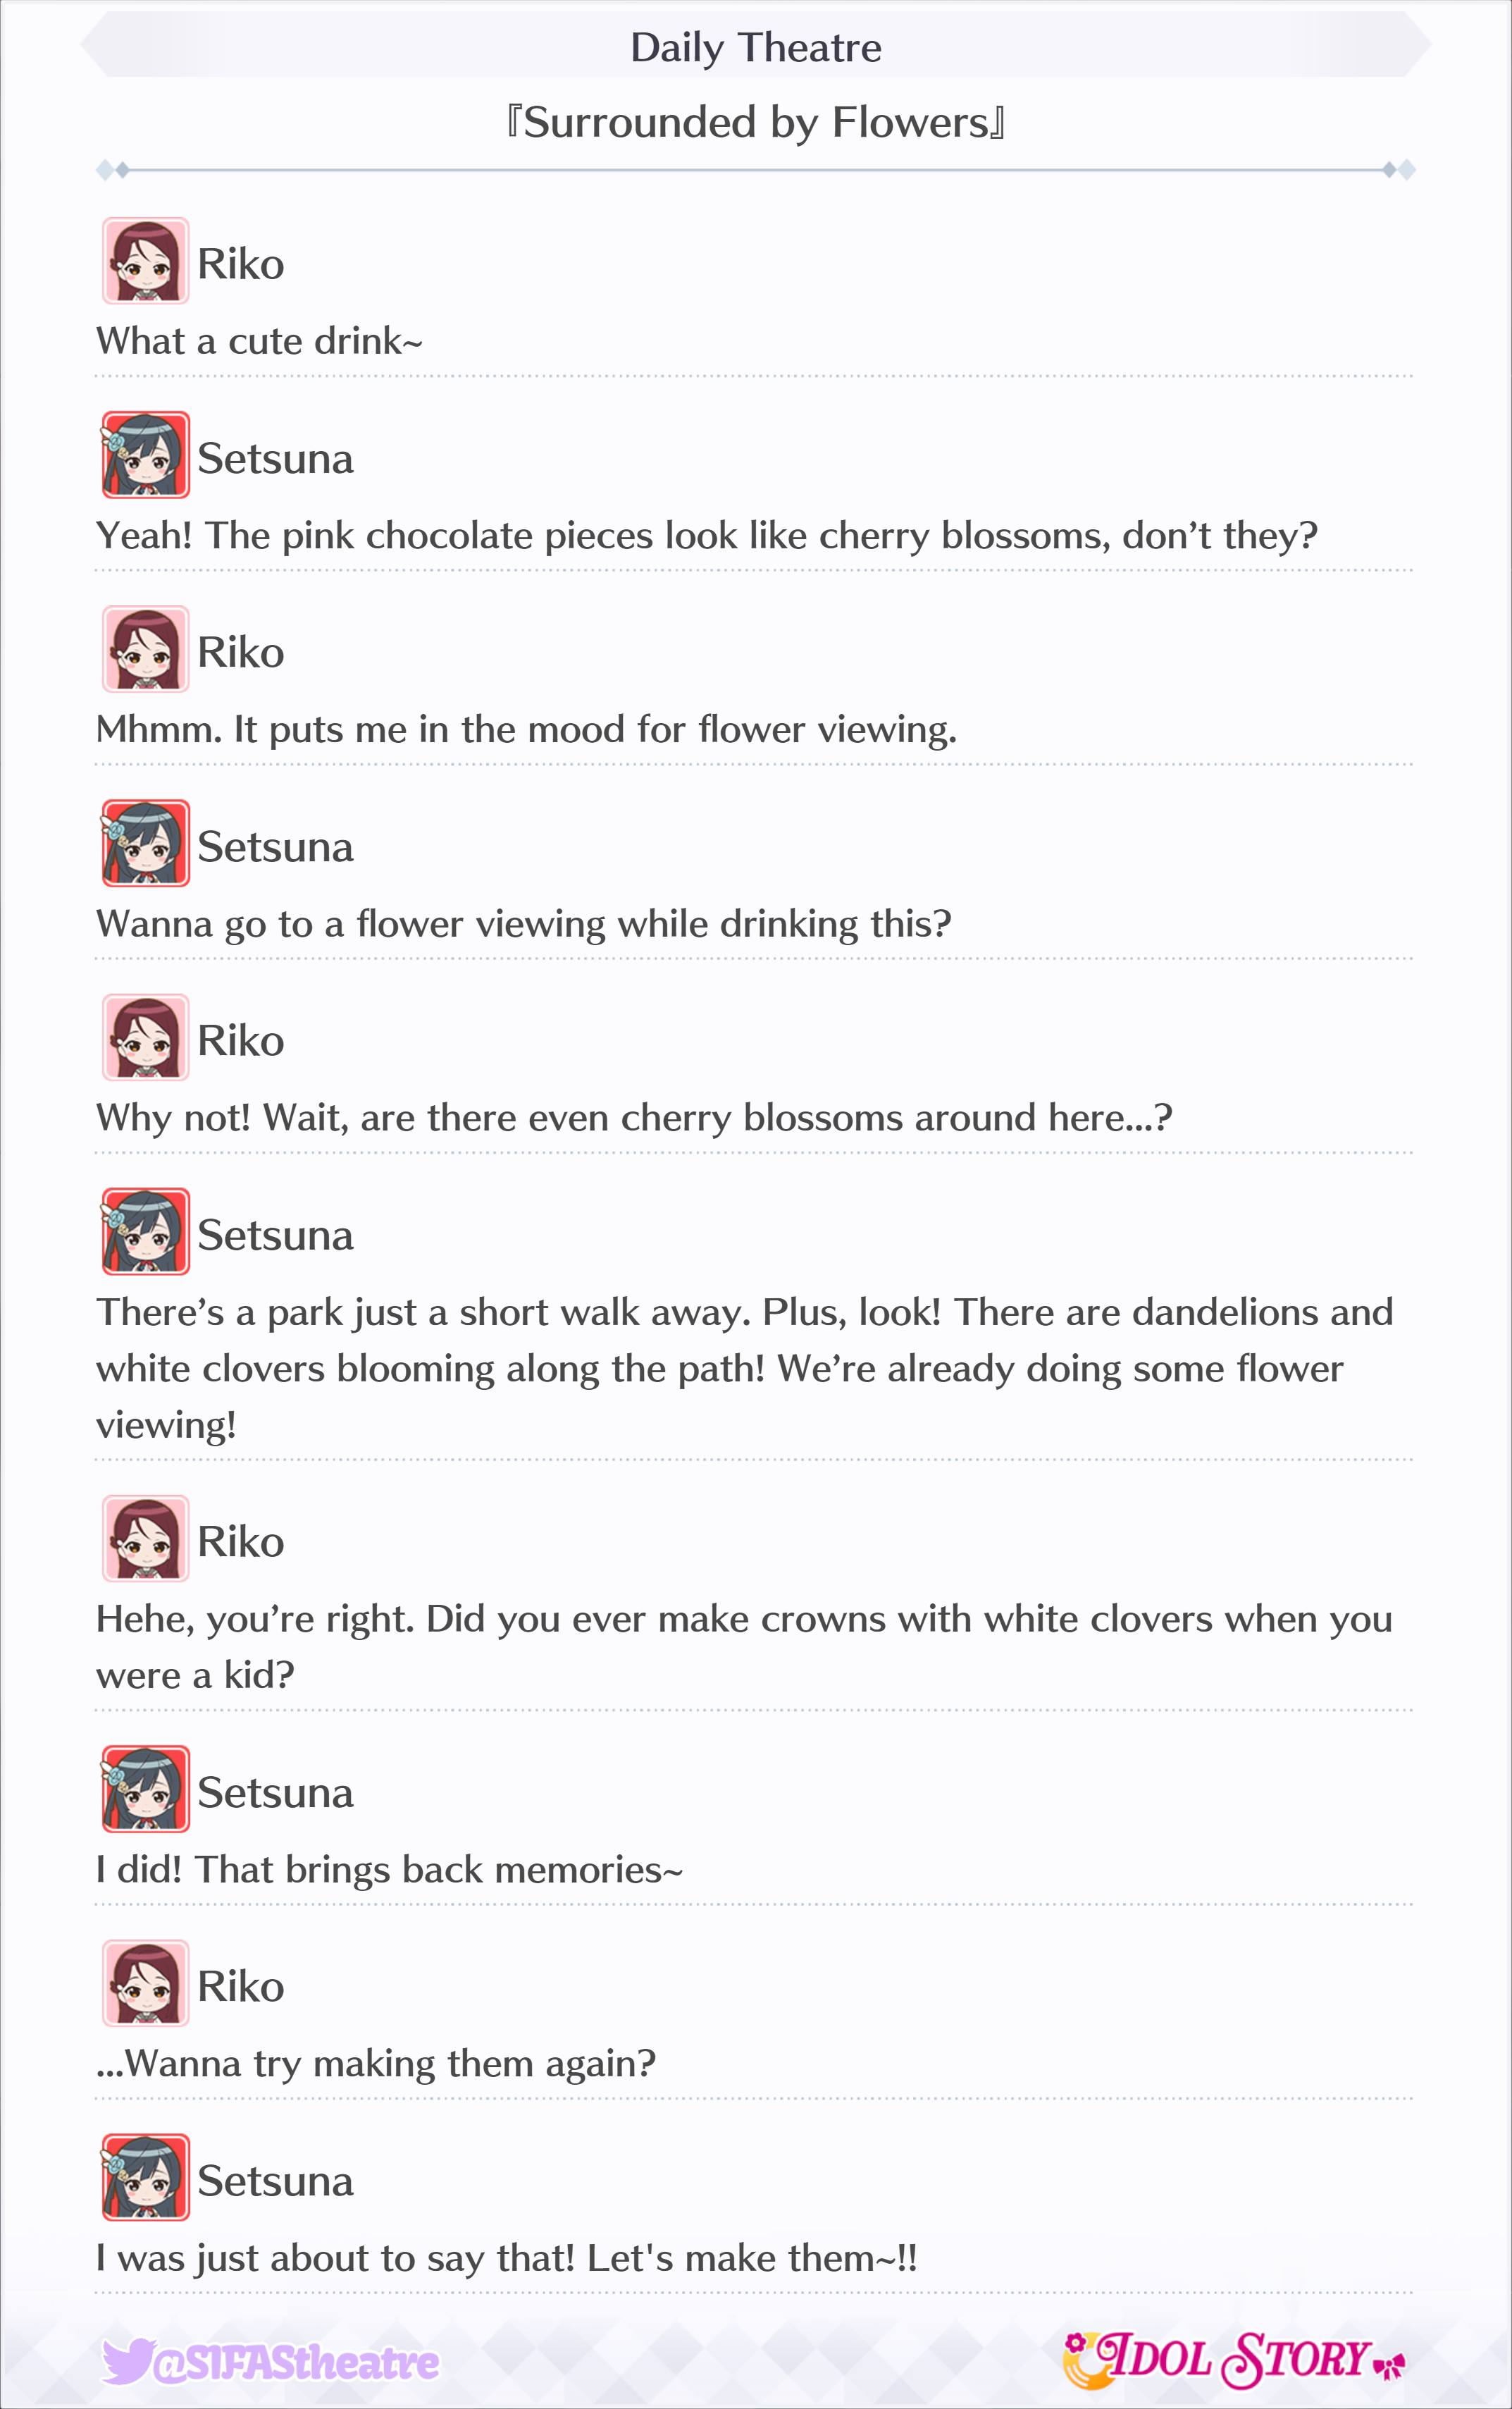 Daily Theatre
『Surrounded by Flowers』
Riko
What a cute drink~
Setsuna
Yeah! The pink chocolate pieces look like cherry blossoms, don’t they?
Riko
Mhmm. It puts me in the mood for flower viewing.
Setsuna
Wanna go to a flower viewing while drinking this?
Riko
Why not! Wait, are there even cherry blossoms around here...?
Setsuna
There’s a park just a short walk away. Plus, look! There are dandelions and
white clovers blooming along the path! We’re already doing some flower
viewing!
Riko
Hehe, you’re right. Did you ever make crowns with white clovers when you
were a kid?
Setsuna
I did! That brings back memories~
Riko
...Wanna try making them again?
Setsuna
I was just about to say that! Let's make them~!!
@SIFAStheatre
IDOL STORY